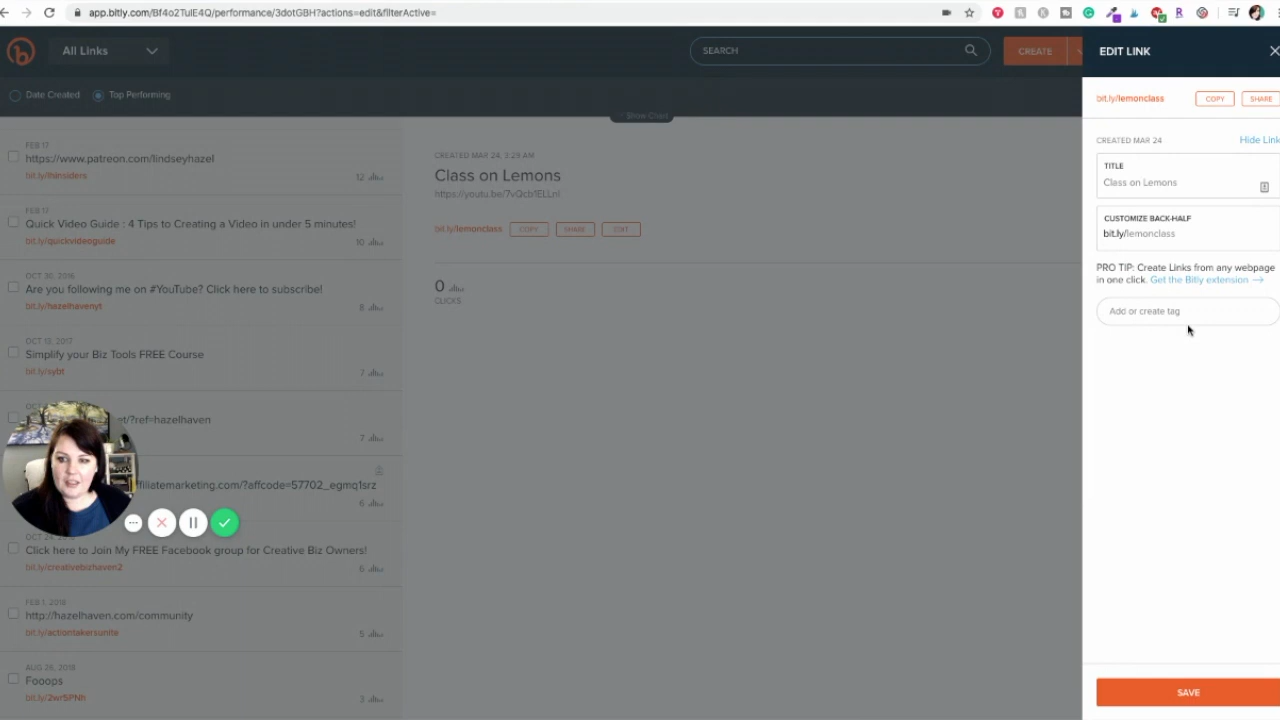 app.bitly.com/Bf4o2TulE4Q/performance/3dotGBH?actions=edit&filterActive=
All Links
SEARCH
CREATE
Date Created
Top Performing
FEB 17
https://www.patreon.com/lindseyhazel
bit.ly/lhinsiders
12
FEB 17
Quick Video Guide : 4 Tips to Creating a Video in under 5 minutes!
bit.ly/quickvideoguide
10
OCT 30, 2016
Are you following me on #YouTube? Click here to subscribe!
bit.ly/hazelhavenyt
8
OCT 12, 2017
Simplify your Biz Tools FREE Course
bit.ly/sybt
7
et/?ref=hazelhaven
7
ffiliatemarketing.com/?affcode=57702_egmq1srz
6
Click here to Join My FREE Facebook group for Creative Biz Owners!
bit.ly/creativebizhaven2
6
FEB 1, 2018
http://hazelhaven.com/community
bit.ly/actiontakersunite
5
AUG 26, 2018
Fooops
bit.ly/2wr5PNh
3
Show Chart
CREATED MAR 24, 3:29 AM
Class on Lemons
https://youtu.be/7vQcb1ELLnI
bit.ly/lemonclass
COPY
SHARE
EDIT
0
CLICKS
EDIT LINK
bit.ly/lemonclass
COPY
SHARE
CREATED MAR 24
Hide Link
TITLE
Class on Lemons
CUSTOMIZE BACK-HALF
bit.ly/lemonclass
PRO TIP: Create Links from any webpage
in one click. Get the Bitly extension →
Add or create tag
SAVE